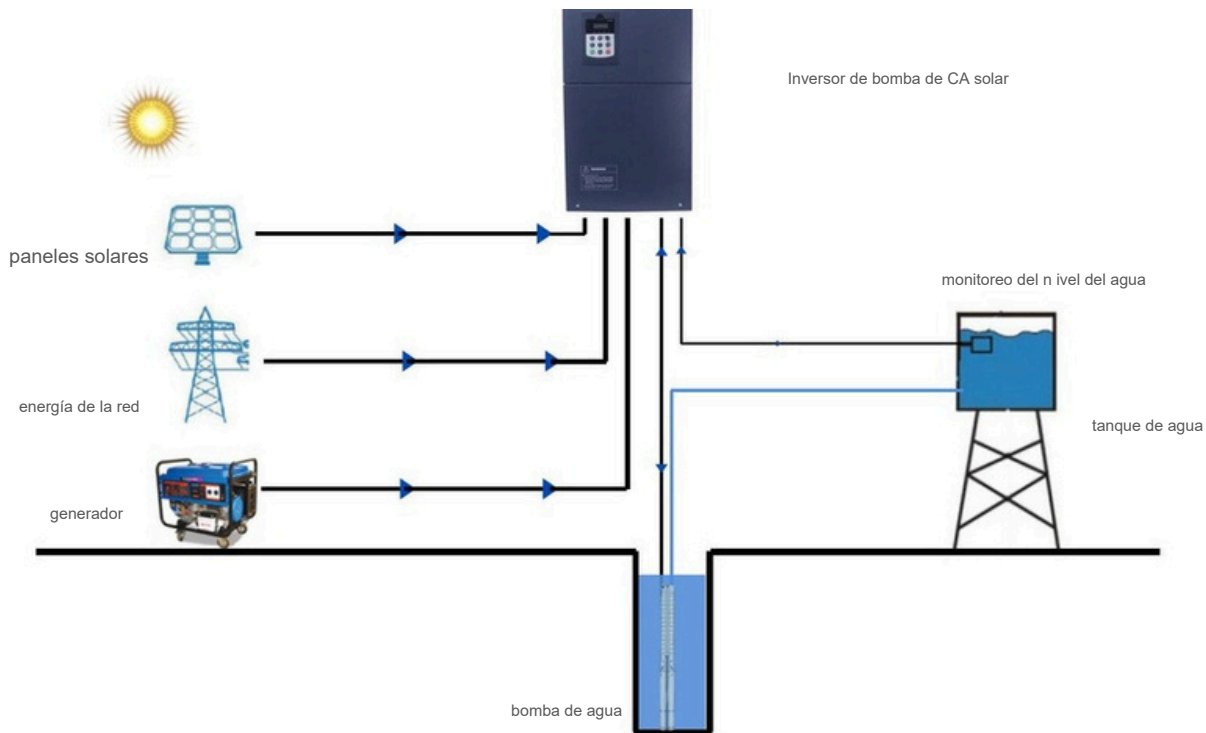 Inversor de bomba de CA solar
paneles solares
monitoreo del n ivel del agua
energía de la red
tanque de agua
generador
bomba de agua